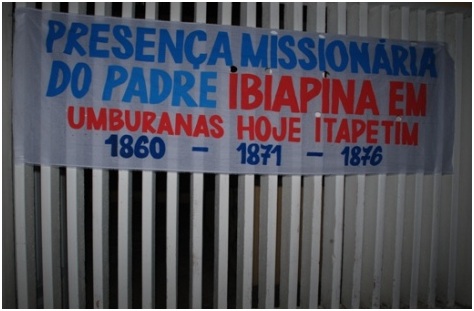 PRESENÇA MISSIONÁRIA
DO PADRE IBIAPINA EM
UMBURANAS HOJE ITAPETIM
1860 - 1871 - 1876